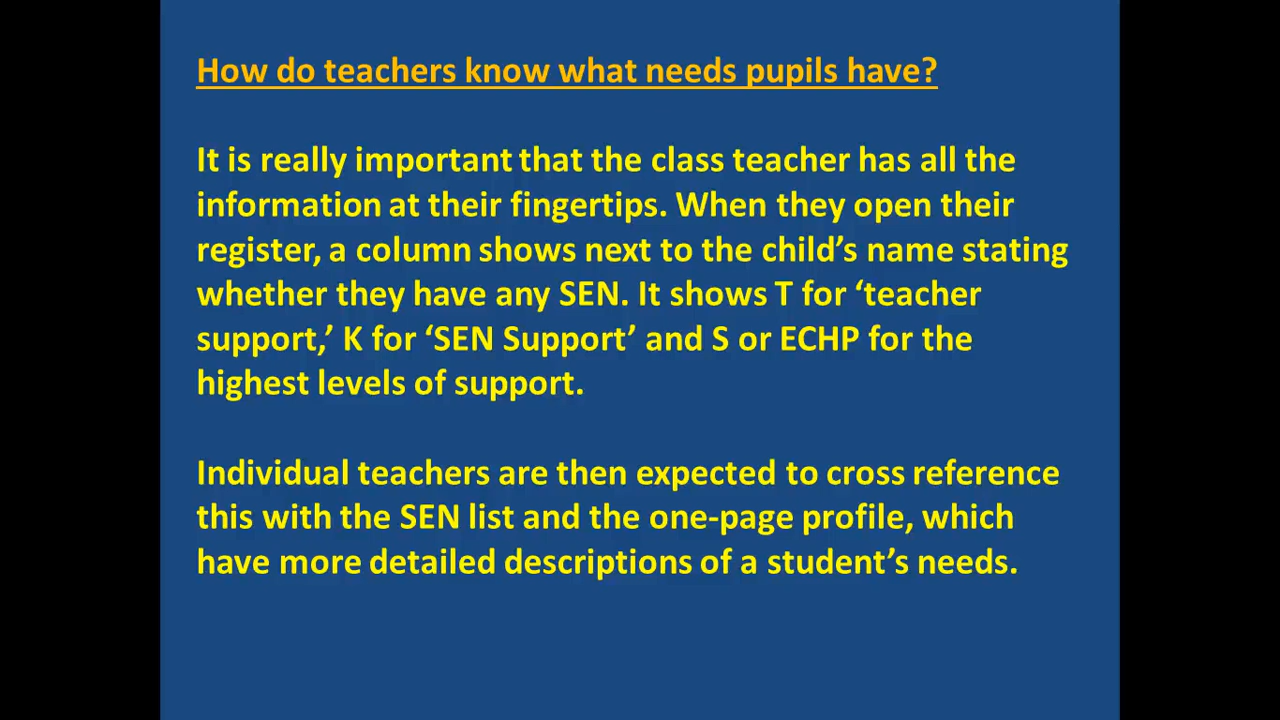 How do teachers know what needs pupils have?
It is really important that the class teacher has all the
information at their fingertips. When they open their
register, a column shows next to the child’s name stating
whether they have any SEN. It shows T for ‘teacher
support,’ K for ‘SEN Support’ and S or ECHP for the
highest levels of support.
Individual teachers are then expected to cross reference
this with the SEN list and the one-page profile, which
have more detailed descriptions of a student’s needs.